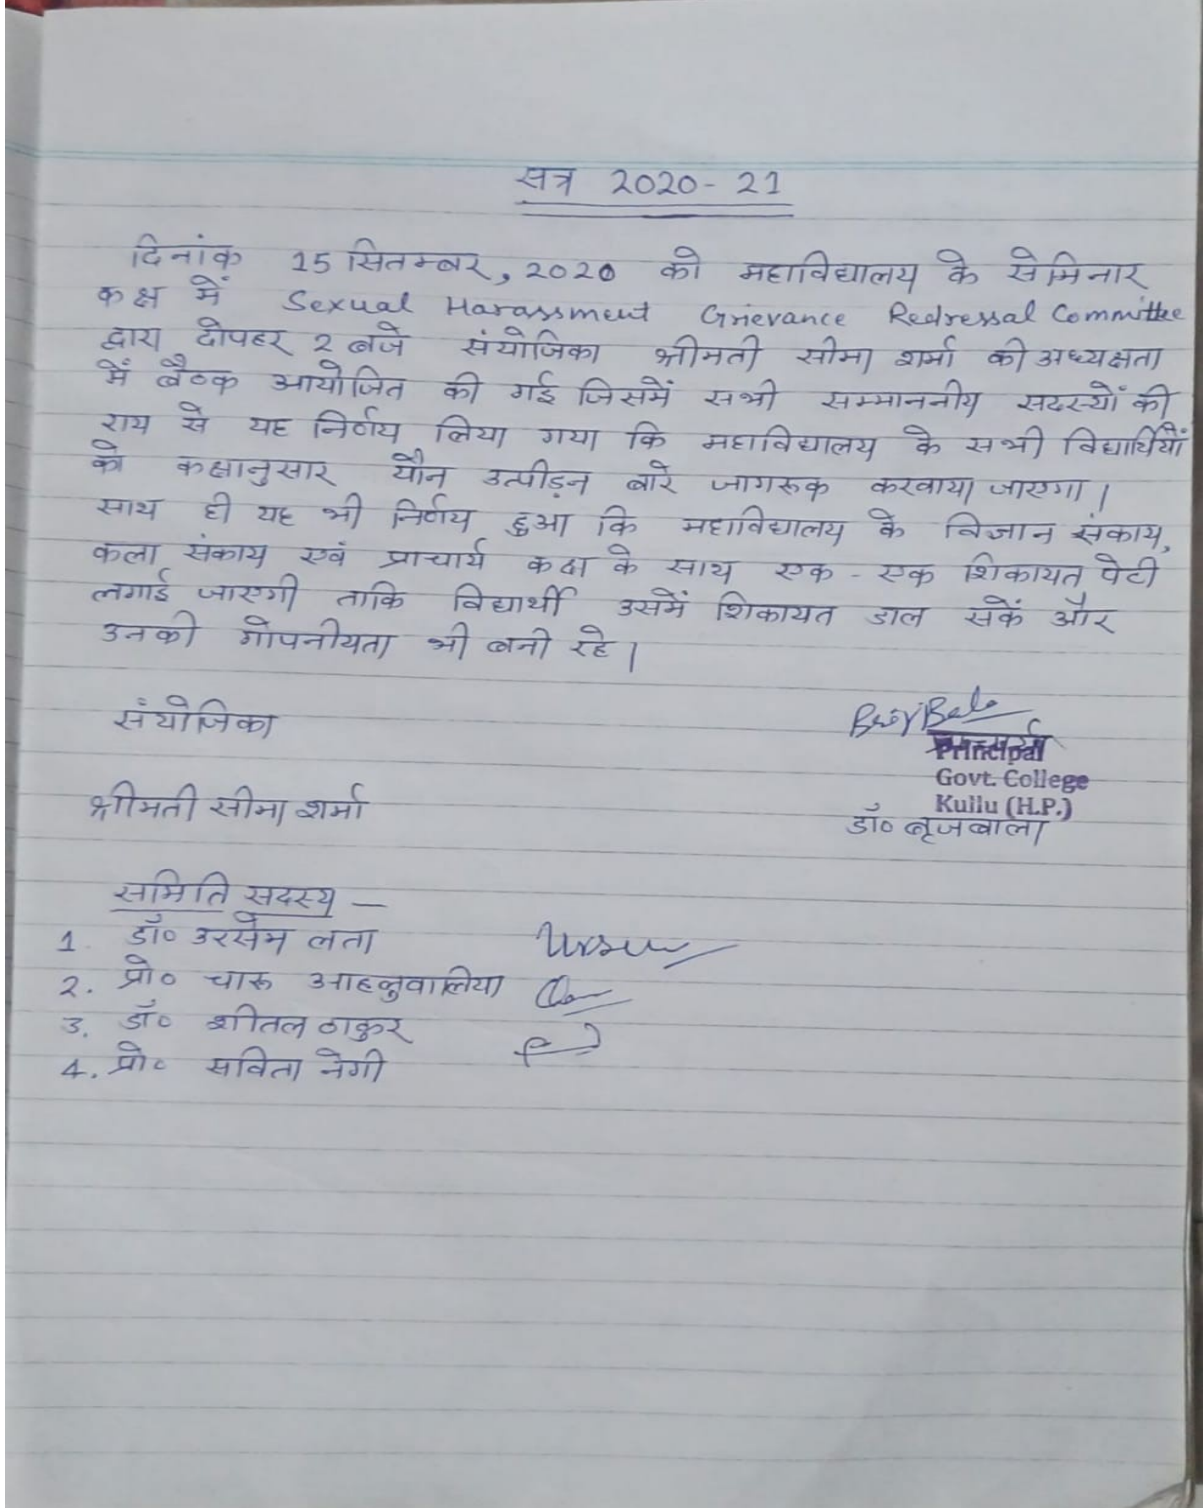 सत्र 2020-21
दिनांक 15 सितम्बर, 2020 को महाविद्यालय के सेमिनार
कक्ष में Sexual Harassment Grievance Redressal Committee
द्वारा दोपहर 2 बजे संयोजिका श्रीमती सीमा शर्मा की अध्यक्षता
में बैठक आयोजित की गई जिसमें सभी सम्माननीय सदस्यों की
राय से यह निर्णय लिया गया कि महाविद्यालय के सभी विद्यार्थियों
को कक्षानुसार यौन उत्पीड़न बारे जागरूक करवाया जाएगा।
साथ ही यह भी निर्णय हुआ कि महाविद्यालय के विज्ञान संकाय,
कला संकाय एवं प्राचार्य कक्ष के साथ एक - एक शिकायत पेटी
लगाई जाएगी ताकि विद्यार्थी उसमें शिकायत डाल सकें और
उनकी गोपनीयता भी बनी रहे।
संयोजिका
Principal
Govt. College
Kullu (H.P.)
श्रीमती सीमा शर्मा
डॉ० बृजबाला
समिति सदस्य –
1. डॉ० उरसेम लता
2. प्रो० चारू आहलुवालिया
3. डॉ० शीतल ठाकुर
4. प्रो० सविता नेगी